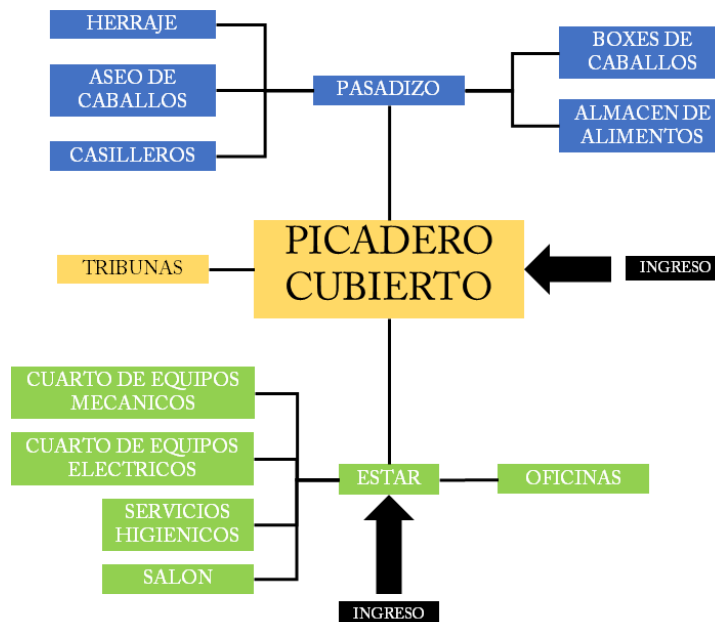 HERRAJE
ASEO DE
CABALLOS
CASILLEROS
PASADIZO
BOXES DE
CABALLOS
ALMACEN DE
ALIMENTOS
TRIBUNAS
PICADERO
CUBIERTO
INGRESO
CUARTO DE EQUIPOS
MECANICOS
CUARTO DE EQUIPOS
ELECTRICOS
SERVICIOS
HIGIENICOS
SALON
ESTAR
OFICINAS
INGRESO